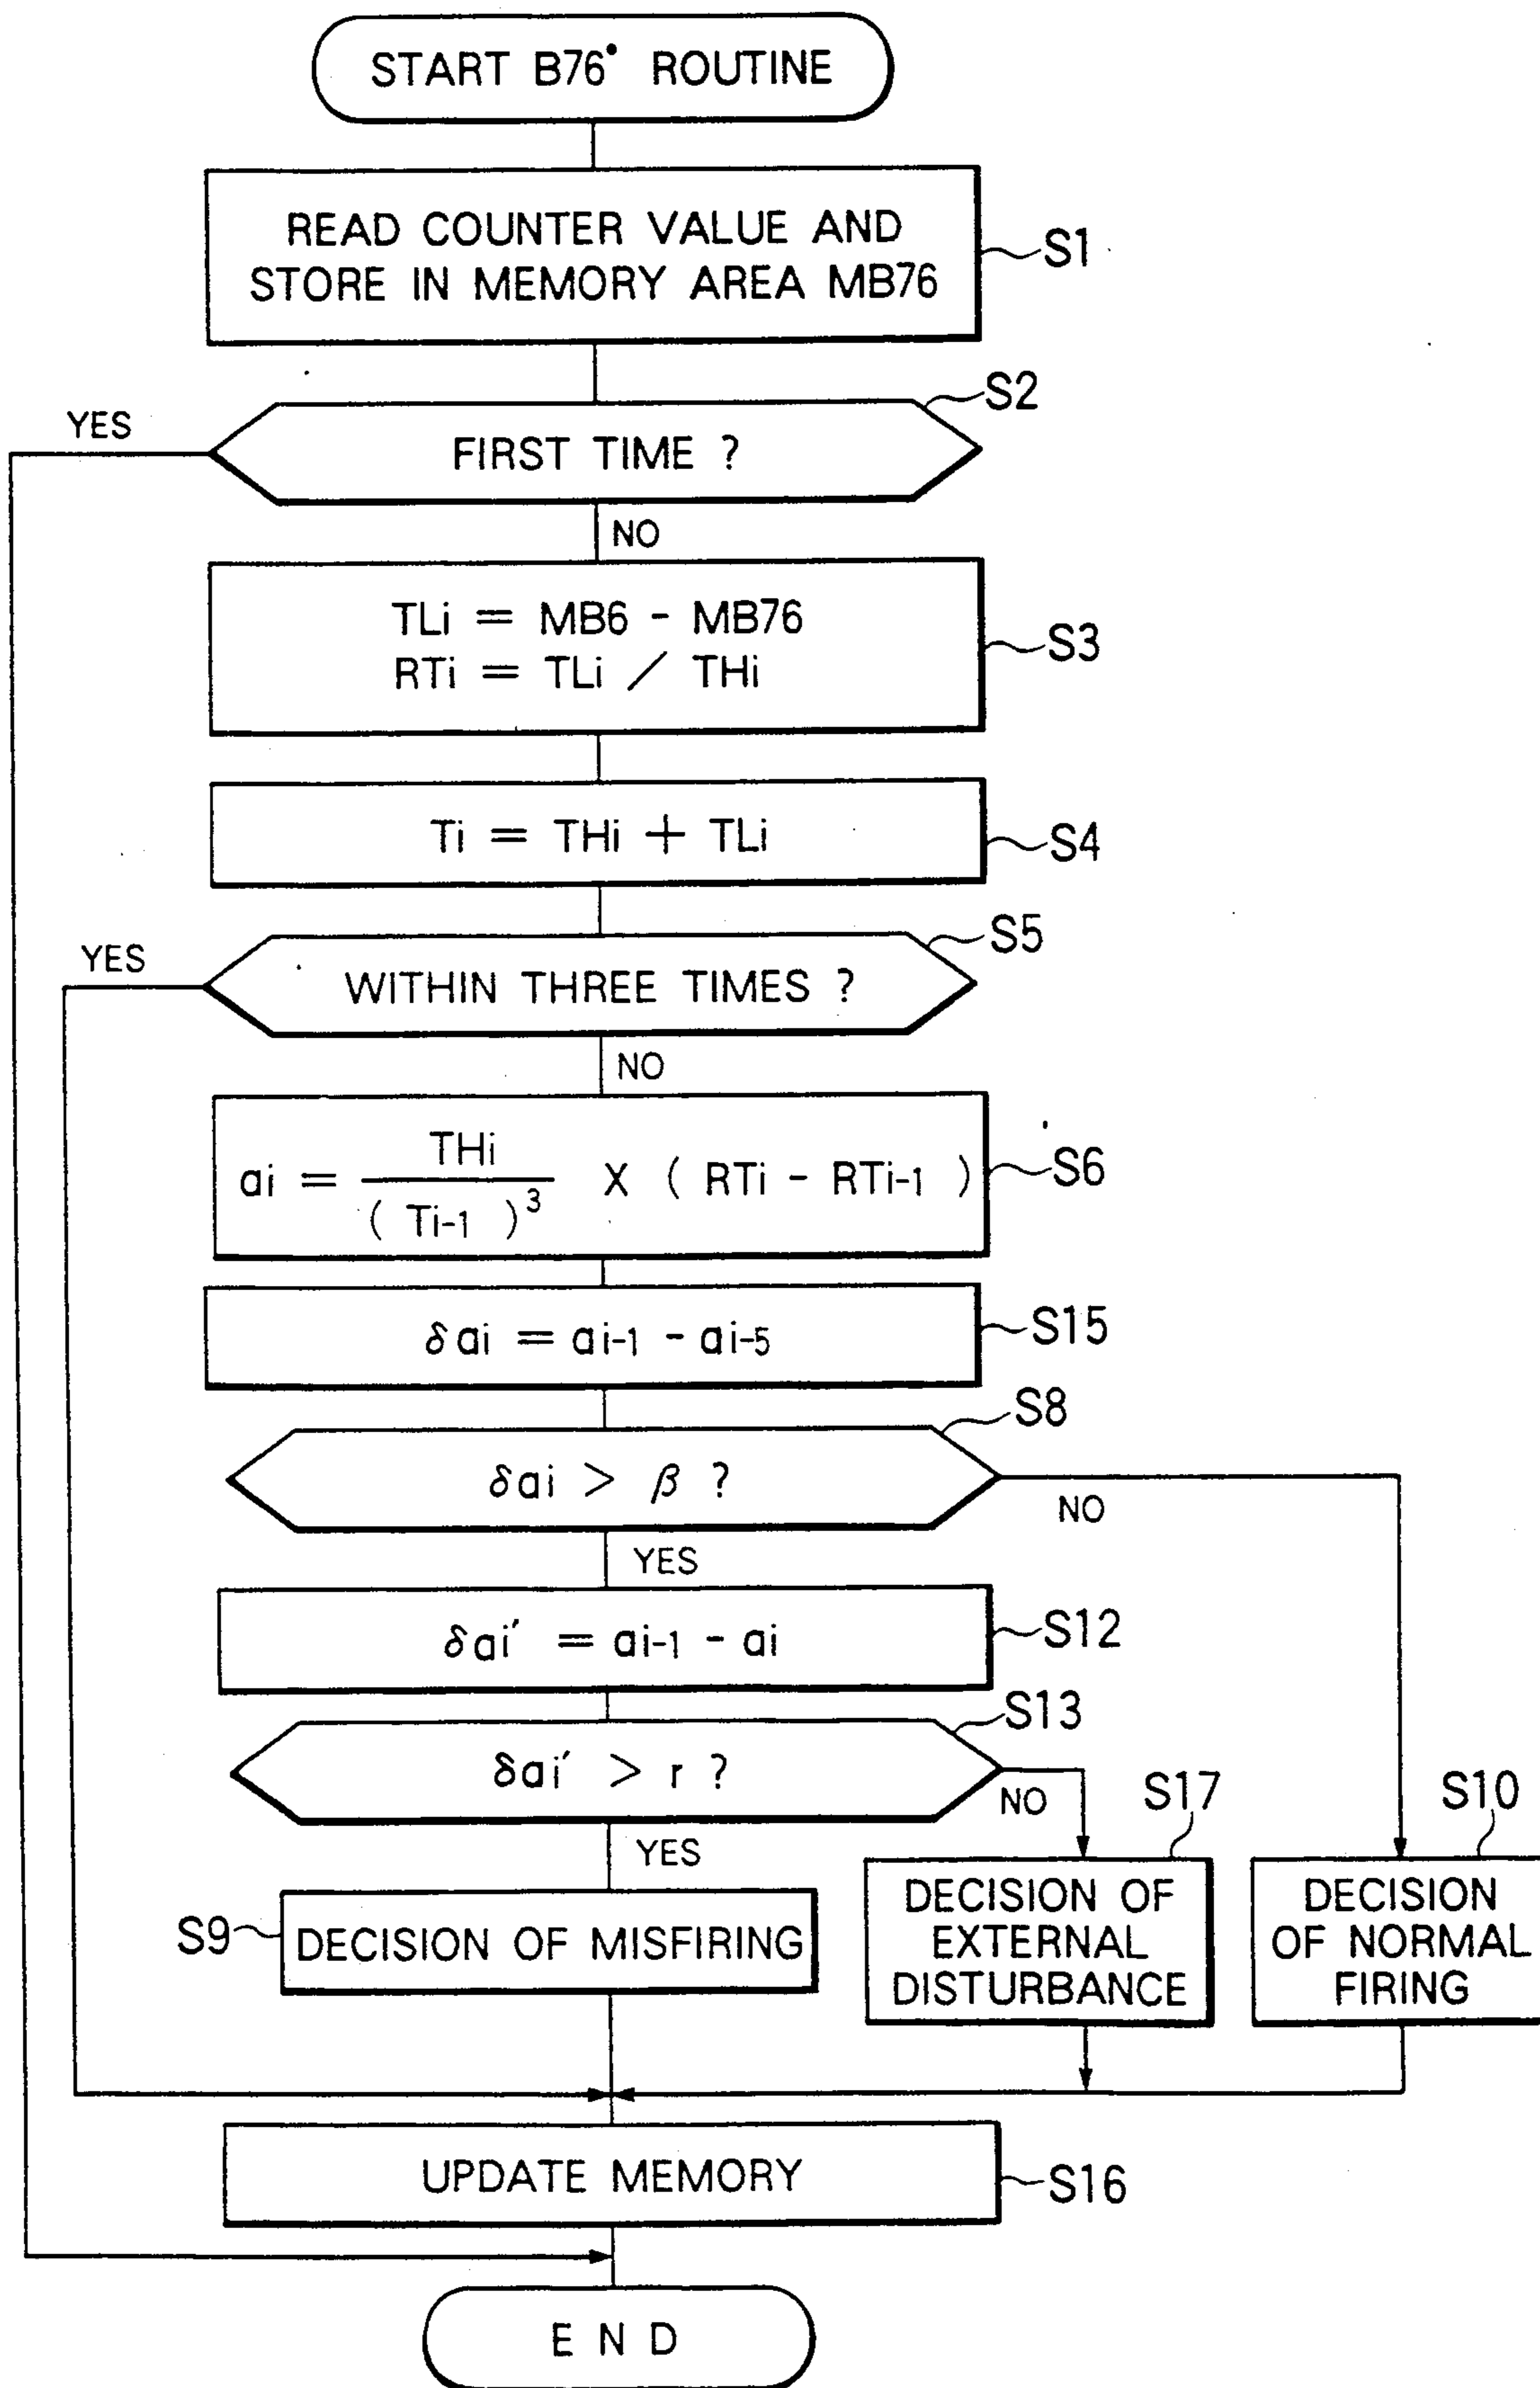 START B76° ROUTINE
READ COUNTER VALUE AND
STORE IN MEMORY AREA MB76
S1
S2
YES
FIRST TIME ?
NO
TLi = MB6 - MB76
RTi = TLi / THi
S3
Ti = THi + TLi
S4
S5
YES
WITHIN THREE TIMES ?
NO
ai = THi / (Ti-1)³ X (RTi - RTi-1)
S6
δai = ai-1 - ai-5
S15
S8
δai > β ?
NO
YES
δai′ = ai-1 - ai
S12
S13
δai′ > r ?
NO
YES
S17
S10
S9
DECISION OF MISFIRING
DECISION OF
EXTERNAL
DISTURBANCE
DECISION
OF NORMAL
FIRING
UPDATE MEMORY
S16
END